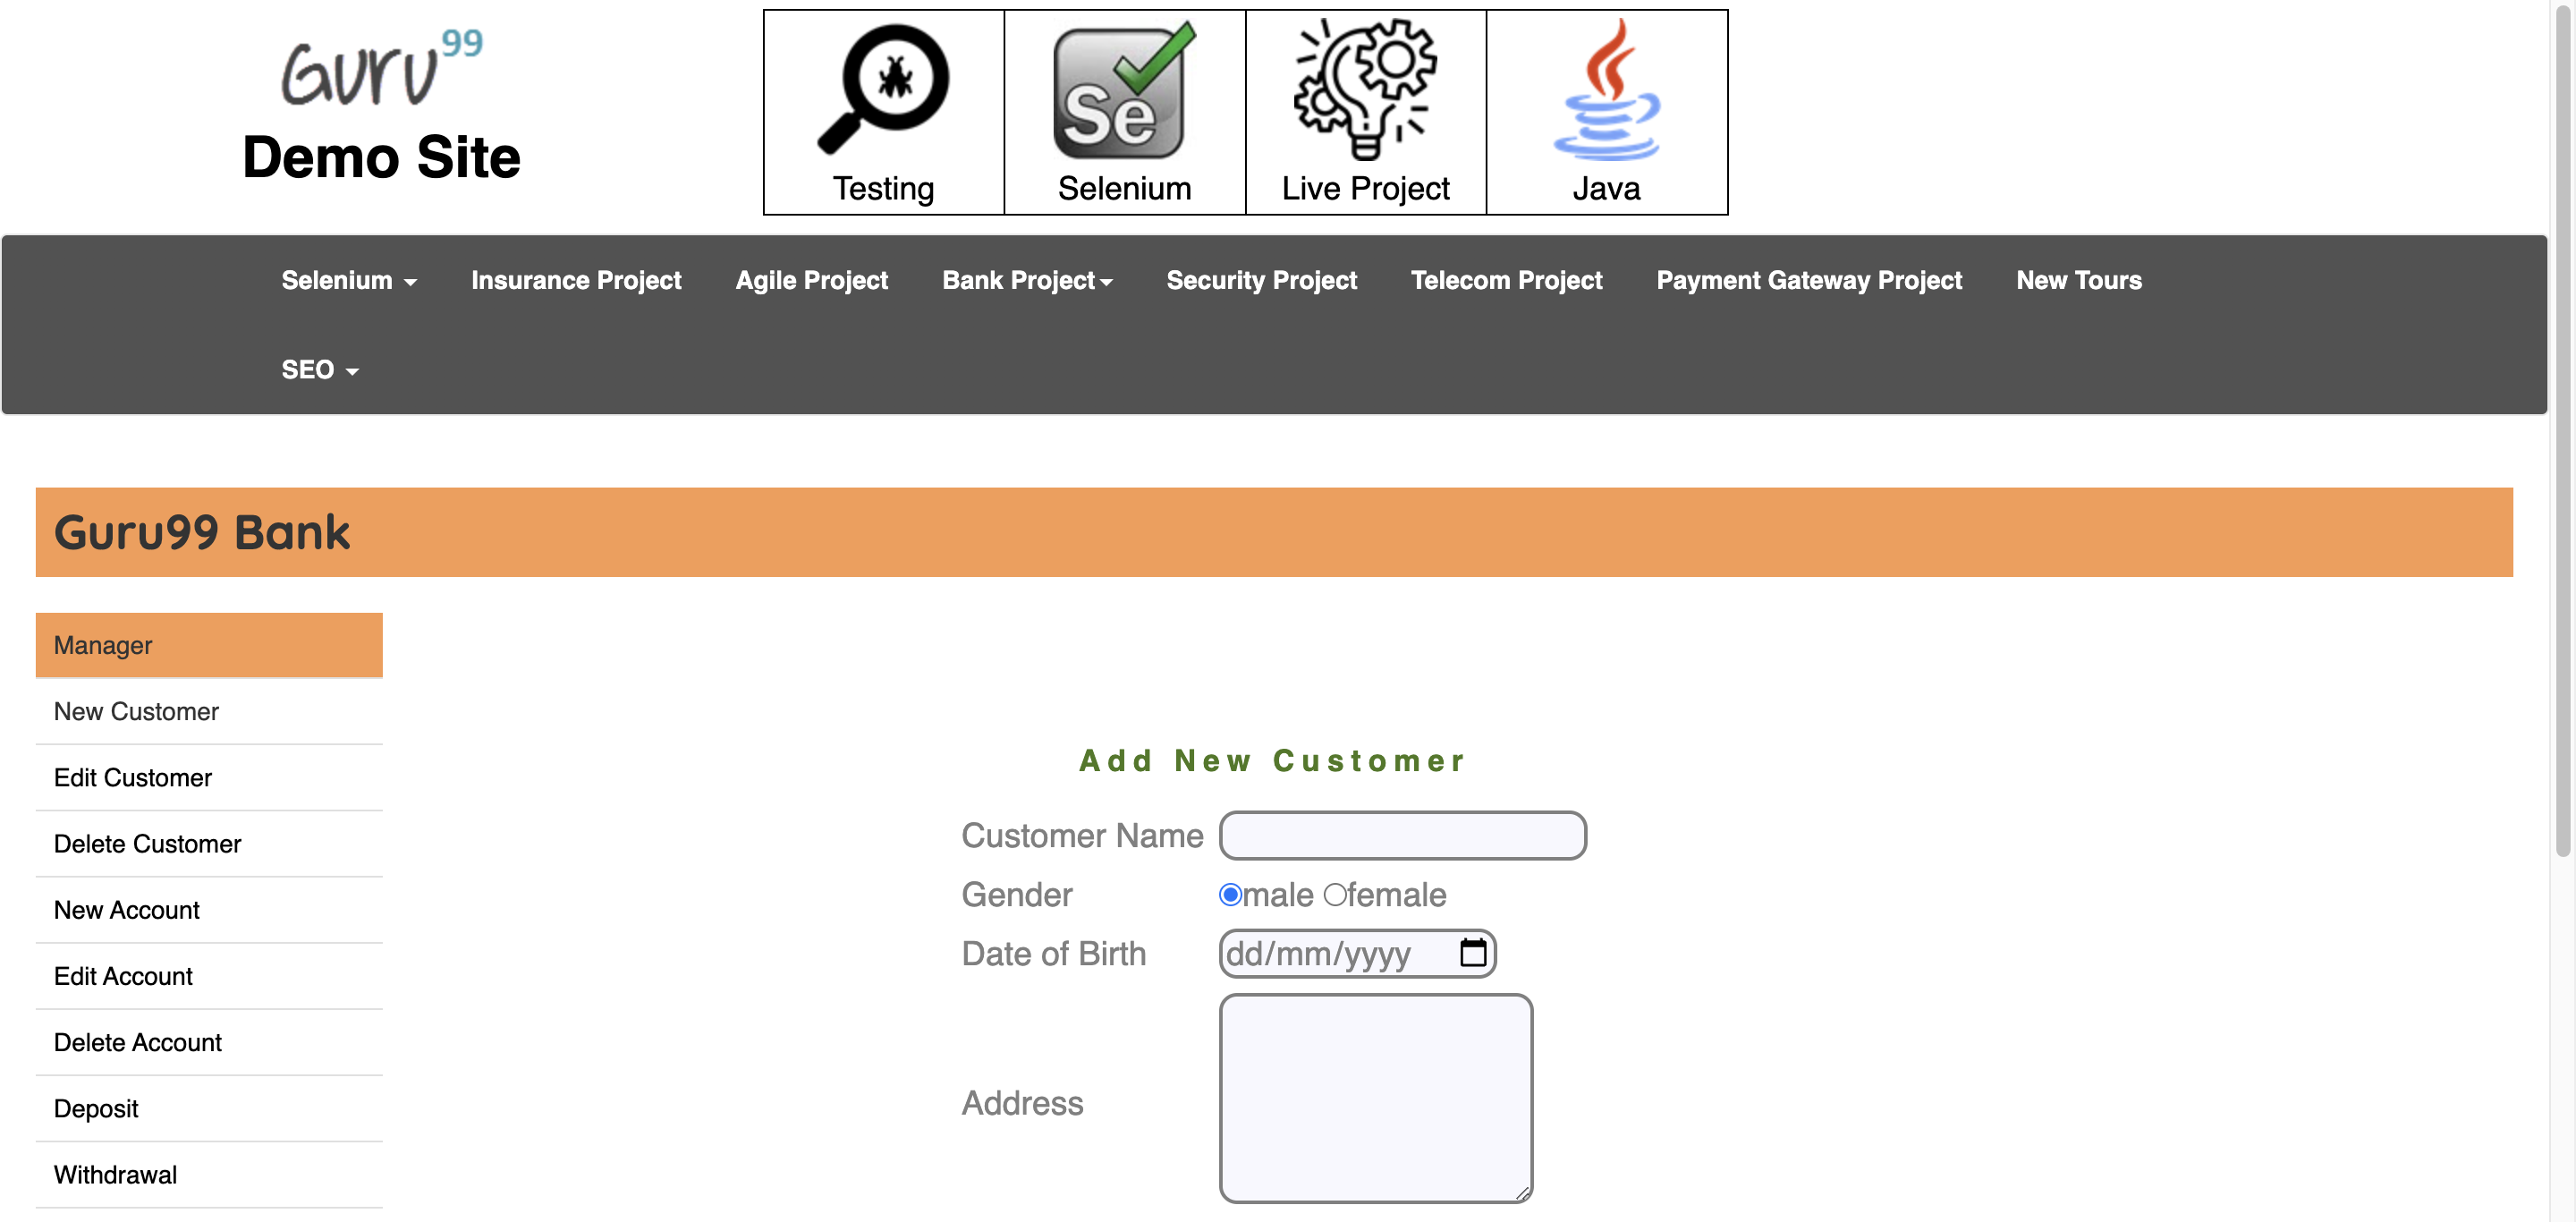 Guru99
Demo Site
Testing
Se
Selenium
Live Project
Java
Selenium
Insurance Project
Agile Project
Bank Project
Security Project
Telecom Project
Payment Gateway Project
New Tours
SEO
Guru99 Bank
Manager
New Customer
Edit Customer
Delete Customer
New Account
Edit Account
Delete Account
Deposit
Withdrawal
Add New Customer
Customer Name
Gender male female
Date of Birth dd/mm/yyyy
Address